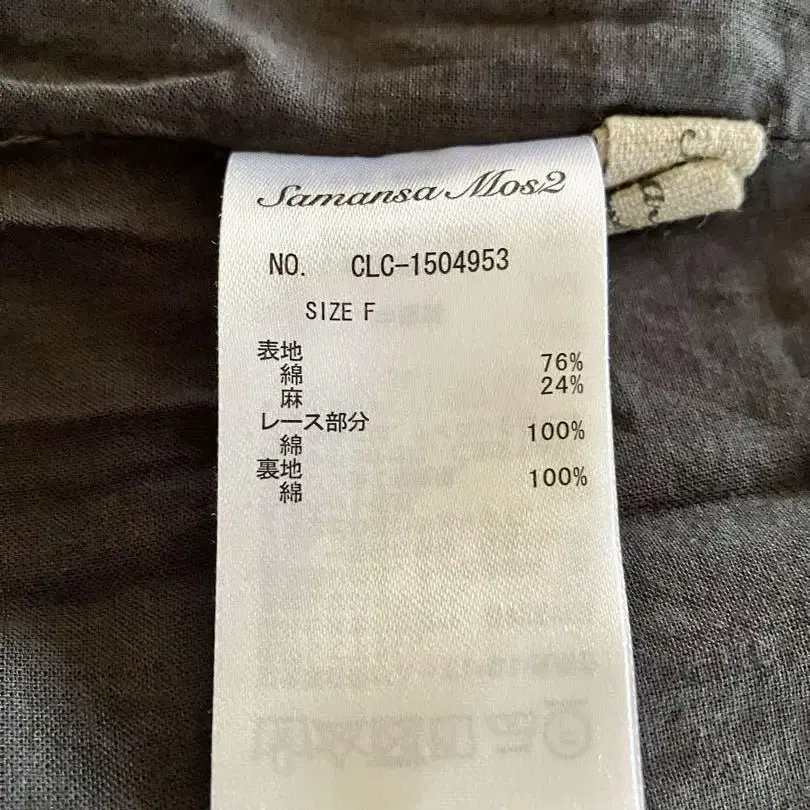 Samansa Mos2
NO. CLC-1504953
SIZE F
表地
綿 76%
麻 24%
レース部分
綿 100%
裏地
綿 100%